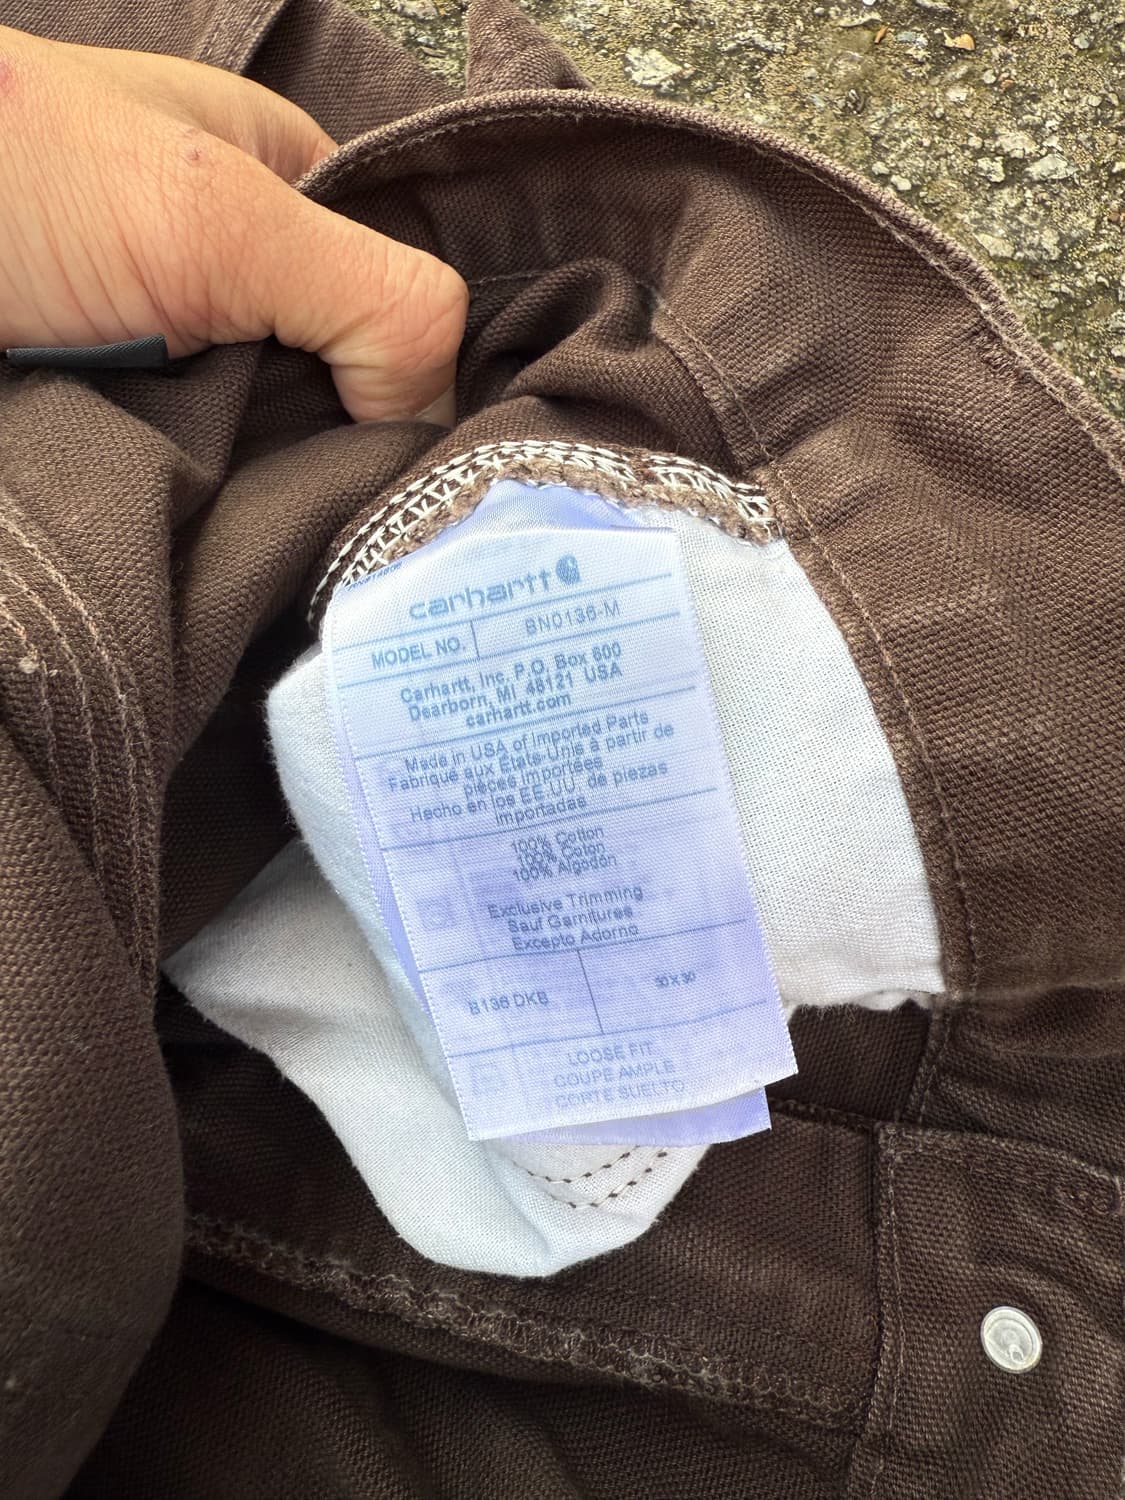 carhartt
MODEL NO. BN0136-M
Carhartt, Inc, P.O. Box 600
Dearborn, MI 48121 USA
carhartt.com
Made in USA of Imported Parts
Fabriqué aux États-Unis à partir de
pièces importées
Hecho en los EE.UU. de piezas
importadas
100% Cotton
100% Coton
100% Algodón
Exclusive Trimming
Sauf Garnitures
Excepto Adorno
B136 DKB 30 X 30
LOOSE FIT
COUPE AMPLE
CORTE SUELTO